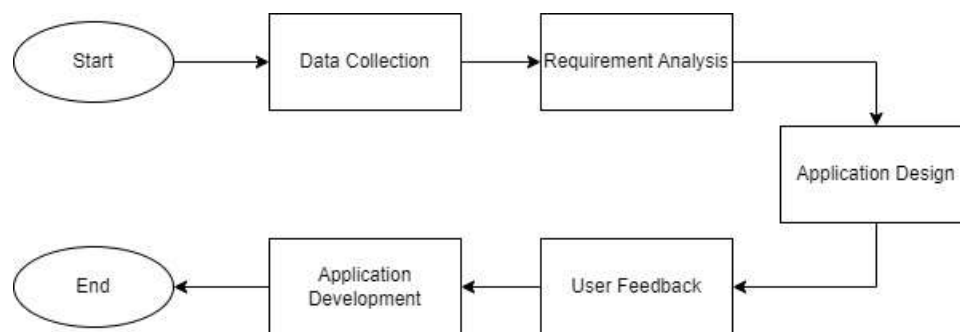 Start
Data Collection
Requirement Analysis
Application Design
User Feedback
Application
Development
End